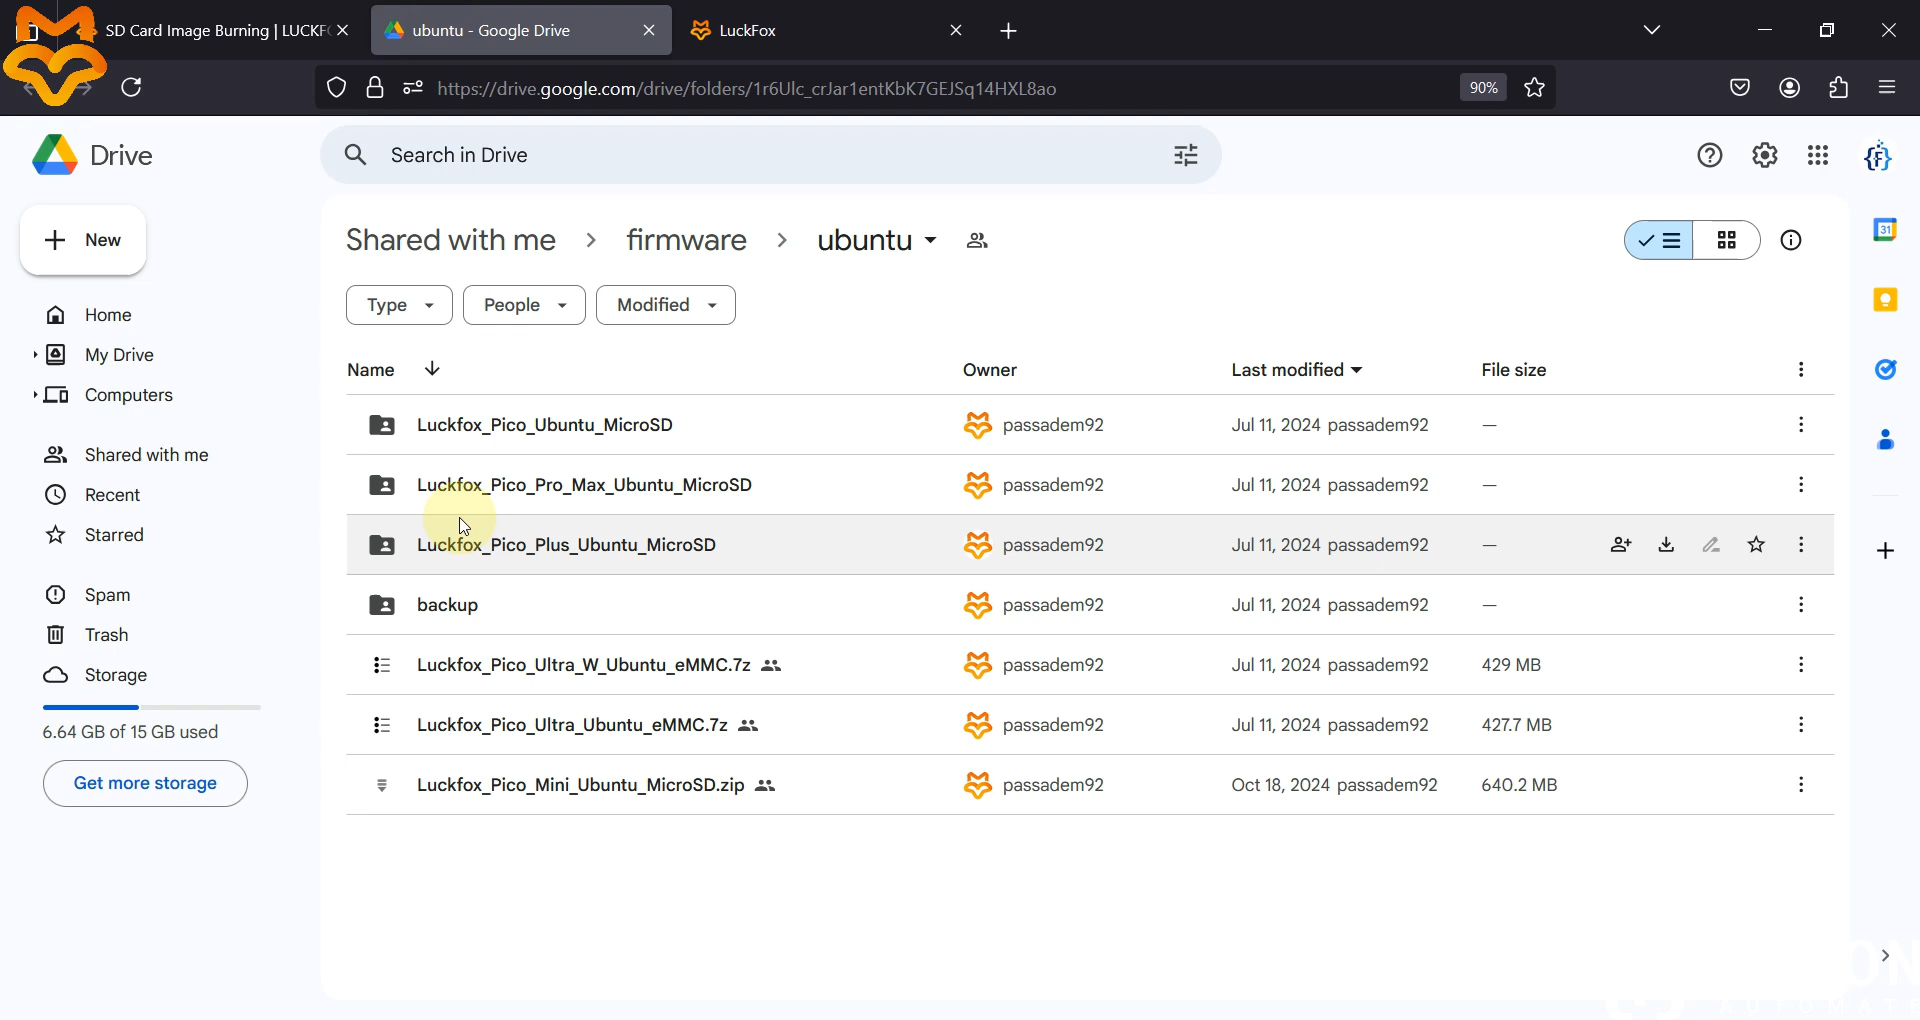 SD Card Image Burning | LUCKF
ubuntu - Google Drive
LuckFox
https://drive.google.com/drive/folders/1r6Ulc_crJar1entKbK7GEJSq14HXL8ao
90%
Drive
Search in Drive
New
Shared with me
firmware
ubuntu
Home
My Drive
Computers
Shared with me
Recent
Starred
Spam
Trash
Storage
6.64 GB of 15 GB used
Get more storage
Type
People
Modified
Name
Owner
Last modified
File size
Luckfox_Pico_Ubuntu_MicroSD passadem92 Jul 11, 2024 passadem92 —
Luckfox_Pico_Pro_Max_Ubuntu_MicroSD passadem92 Jul 11, 2024 passadem92 —
Luckfox_Pico_Plus_Ubuntu_MicroSD passadem92 Jul 11, 2024 passadem92 —
backup passadem92 Jul 11, 2024 passadem92 —
Luckfox_Pico_Ultra_W_Ubuntu_eMMC.7z passadem92 Jul 11, 2024 passadem92 429 MB
Luckfox_Pico_Ultra_Ubuntu_eMMC.7z passadem92 Jul 11, 2024 passadem92 427.7 MB
Luckfox_Pico_Mini_Ubuntu_MicroSD.zip passadem92 Oct 18, 2024 passadem92 640.2 MB
31